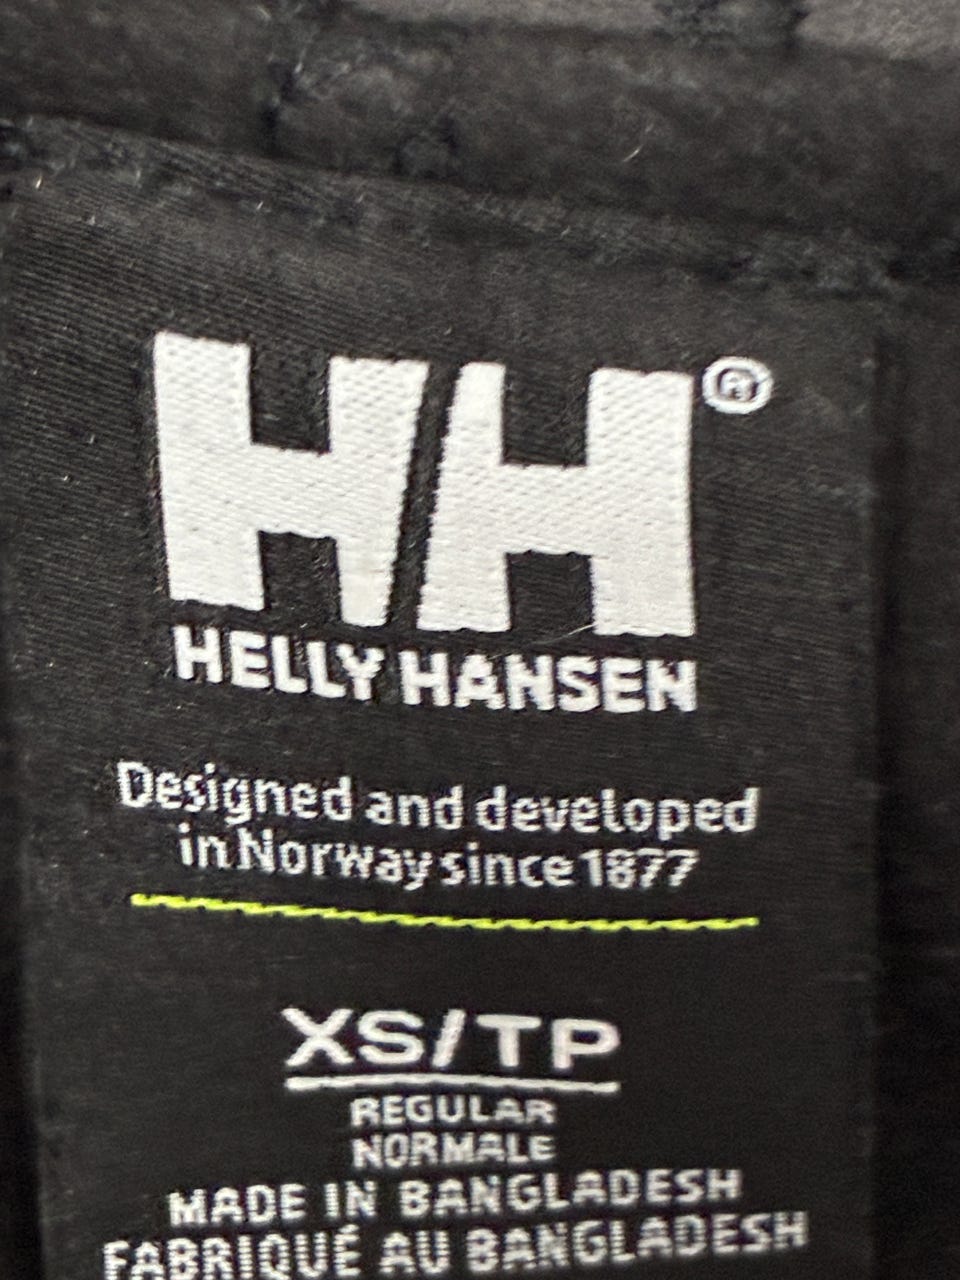 HH®
HELLY HANSEN
Designed and developed
in Norway since 1877
XS/TP
REGULAR
NORMALE
MADE IN BANGLADESH
FABRIQUÉ AU BANGLADESH